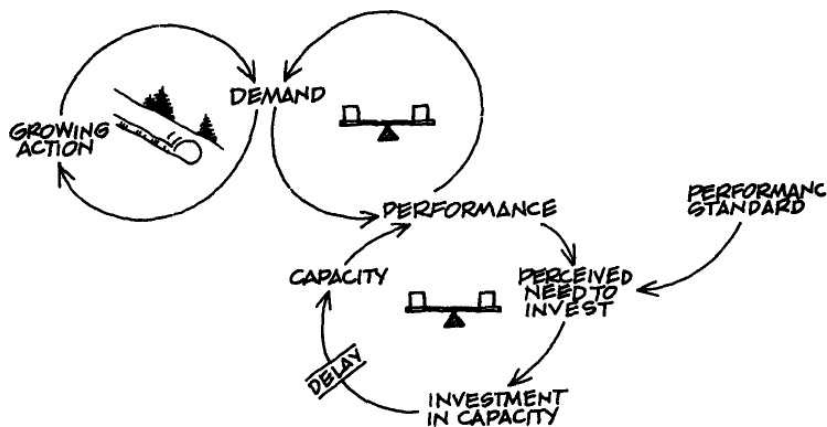 DEMAND
GROWING
ACTION
PERFORMANCE
PERFORMANC
STANDARD
CAPACITY
PERCEIVED
NEED TO
INVEST
DELAY
INVESTMENT
IN CAPACITY